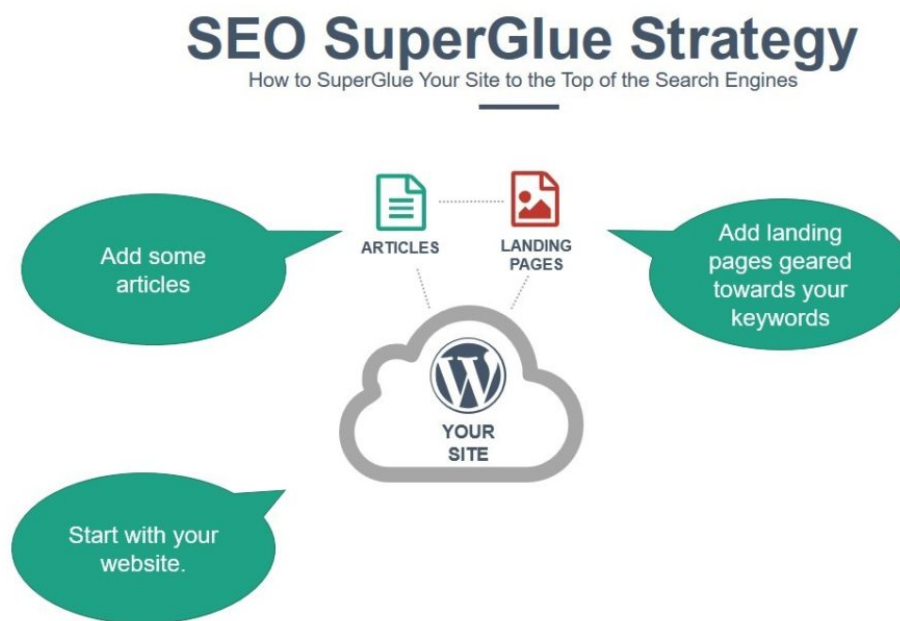 SEO SuperGlue Strategy
How to SuperGlue Your Site to the Top of the Search Engines
Add some
articles
ARTICLES
LANDING
PAGES
Add landing
pages geared
towards your
keywords
W
YOUR
SITE
Start with your
website.